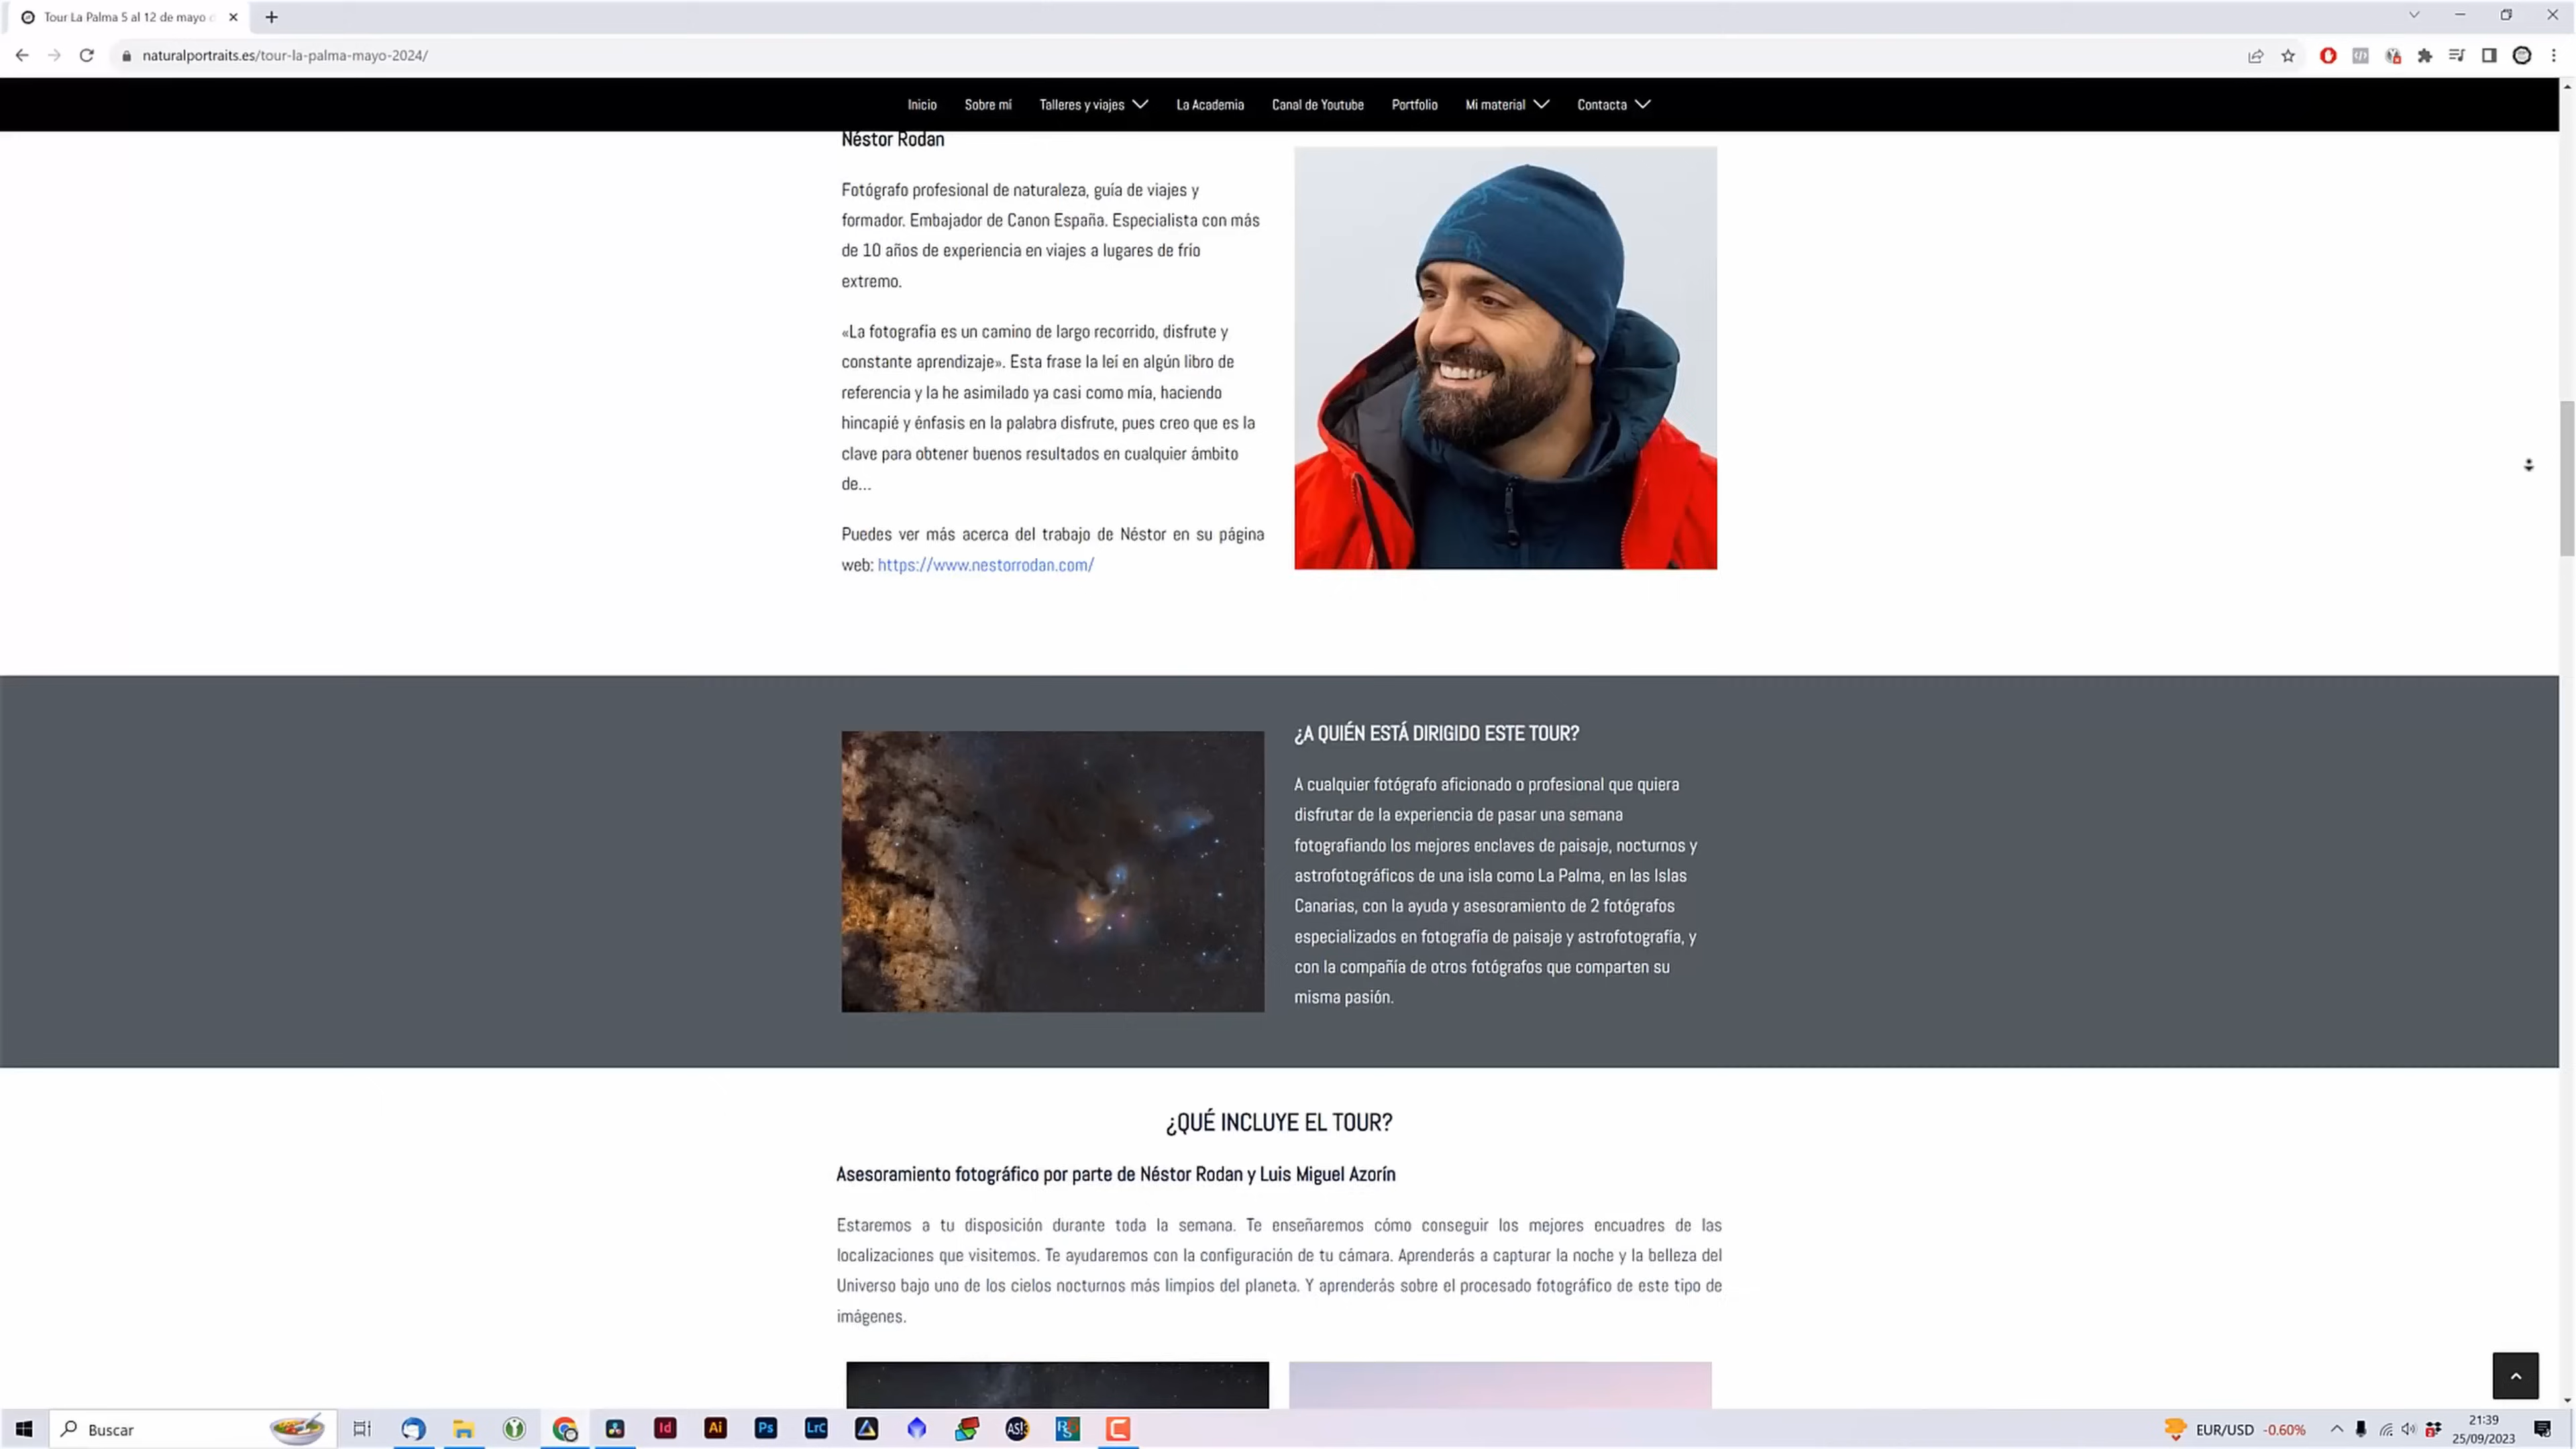 Tour La Palma 5 al 12 de mayo d
naturalportraits.es/tour-la-palma-mayo-2024/
Inicio Sobre mí Talleres y viajes La Academia Canal de Youtube Portfolio Mi material Contacta
Néstor Rodan
Fotógrafo profesional de naturaleza, guía de viajes y
formador. Embajador de Canon España. Especialista con más
de 10 años de experiencia en viajes a lugares de frío
extremo.
«La fotografía es un camino de largo recorrido, disfrute y
constante aprendizaje». Esta frase la leí en algún libro de
referencia y la he asimilado ya casi como mía, haciendo
hincapié y énfasis en la palabra disfrute, pues creo que es la
clave para obtener buenos resultados en cualquier ámbito
de...
Puedes ver más acerca del trabajo de Néstor en su página
web: https://www.nestorrodan.com/
¿A QUIÉN ESTÁ DIRIGIDO ESTE TOUR?
A cualquier fotógrafo aficionado o profesional que quiera
disfrutar de la experiencia de pasar una semana
fotografiando los mejores enclaves de paisaje, nocturnos y
astrofotográficos de una isla como La Palma, en las Islas
Canarias, con la ayuda y asesoramiento de 2 fotógrafos
especializados en fotografía de paisaje y astrofotografía, y
con la compañía de otros fotógrafos que comparten su
misma pasión.
¿QUÉ INCLUYE EL TOUR?
Asesoramiento fotográfico por parte de Néstor Rodan y Luis Miguel Azorín
Estaremos a tu disposición durante toda la semana. Te enseñaremos cómo conseguir los mejores encuadres de las
localizaciones que visitemos. Te ayudaremos con la configuración de tu cámara. Aprenderás a capturar la noche y la belleza del
Universo bajo uno de los cielos nocturnos más limpios del planeta. Y aprenderás sobre el procesado fotográfico de este tipo de
imágenes.
Buscar
Id Ai Ps LrC AS!3
EUR/USD -0.60%
21:39
25/09/2023